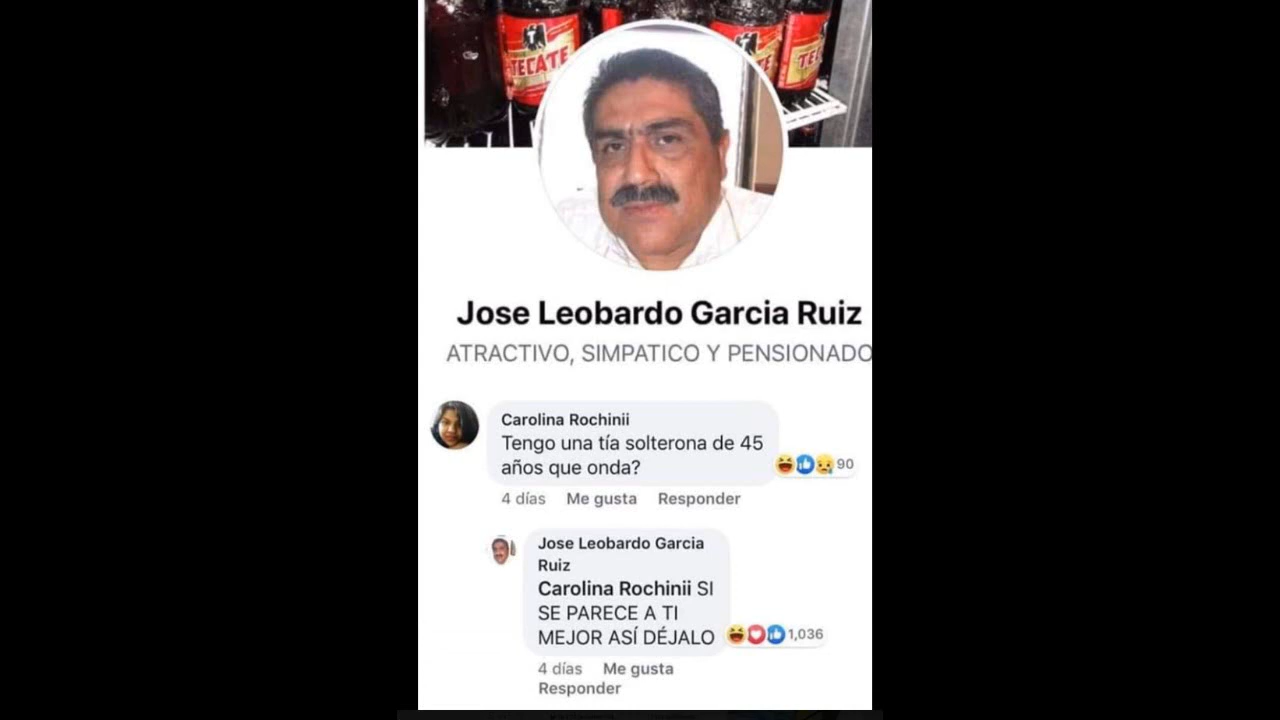 TECATE
TE
TE
Jose Leobardo Garcia Ruiz
ATRACTIVO, SIMPATICO Y PENSIONADO
Carolina Rochinii
Tengo una tía solterona de 45
años que onda?
90
4 días Me gusta Responder
Jose Leobardo Garcia
Ruiz
Carolina Rochinii SI
SE PARECE A TI
MEJOR ASÍ DÉJALO
1,036
4 días Me gusta
Responder